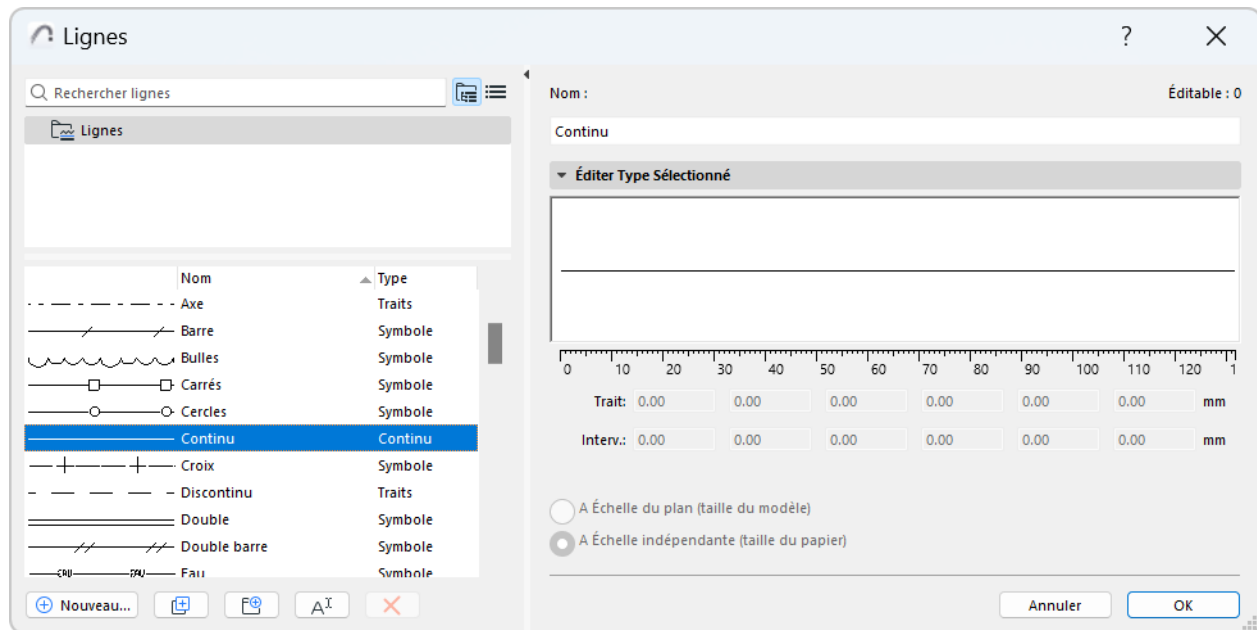 Lignes
?
Rechercher lignes
Lignes
Nom Type
Axe Traits
Barre Symbole
Bulles Symbole
Carrés Symbole
Cercles Symbole
Continu Continu
Croix Symbole
Discontinu Traits
Double Symbole
Double barre Symbole
Eau Symbole
Nouveau...
Nom :
Éditable : 0
Continu
Éditer Type Sélectionné
0 10 20 30 40 50 60 70 80 90 100 110 120 1
Trait: 0.00 0.00 0.00 0.00 0.00 0.00 mm
Interv.: 0.00 0.00 0.00 0.00 0.00 0.00 mm
A Échelle du plan (taille du modèle)
A Échelle indépendante (taille du papier)
Annuler OK